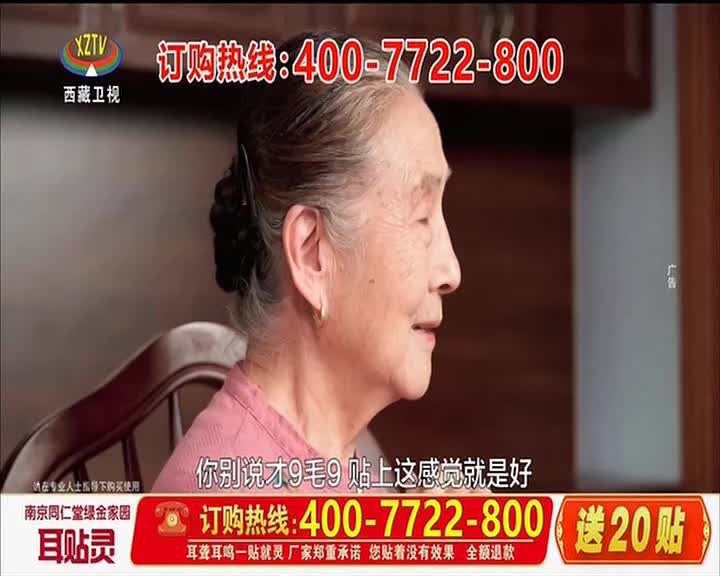 XZTV
西藏卫视
订购热线:400-7722-800
广告
你别说才9毛9 贴上这感觉就是好
请在专业人士指导下购买使用
南京同仁堂绿金家园
耳贴灵
订购热线:400-7722-800
耳聋耳鸣一贴就灵 厂家郑重承诺 您贴着没有效果 全额退款
送20贴